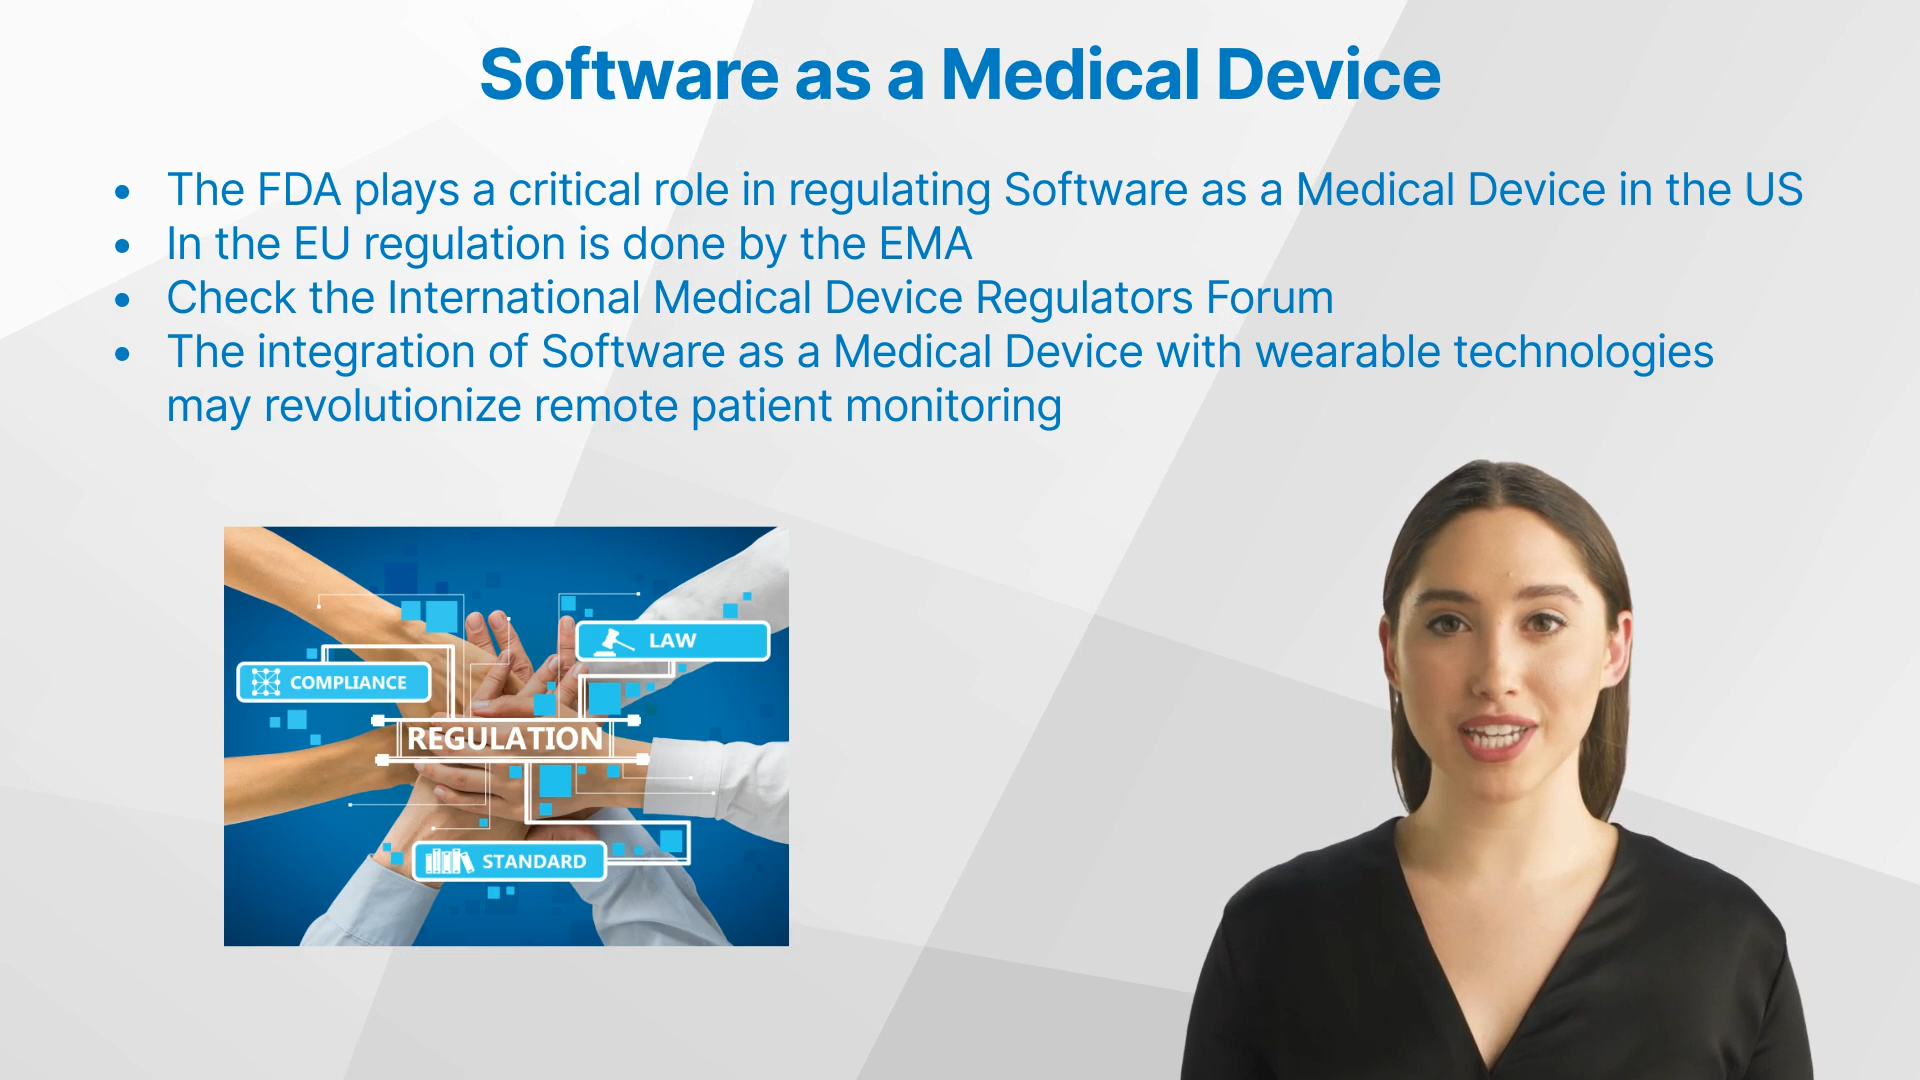 Software as a Medical Device
• The FDA plays a critical role in regulating Software as a Medical Device in the US
• In the EU regulation is done by the EMA
• Check the International Medical Device Regulators Forum
• The integration of Software as a Medical Device with wearable technologies
may revolutionize remote patient monitoring
LAW
COMPLIANCE
REGULATION
STANDARD